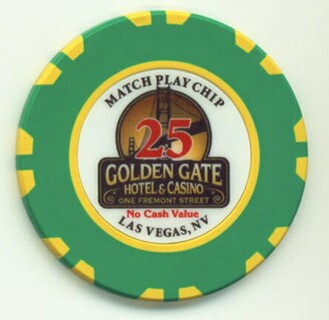 MATCH PLAY CHIP
25
GOLDEN GATE
HOTEL & CASINO
ONE FREMONT STREET
No Cash Value
LAS VEGAS, NV